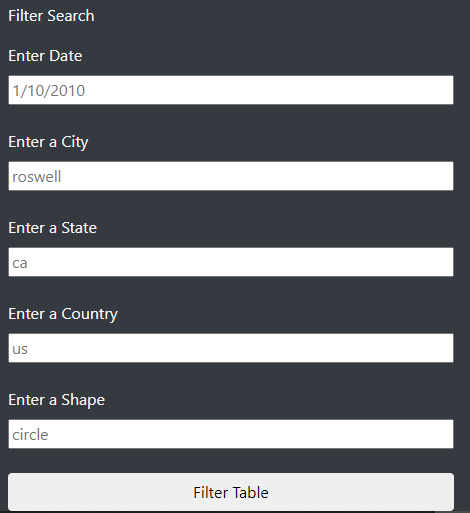 Filter Search
Enter Date
1/10/2010
Enter a City
roswell
Enter a State
ca
Enter a Country
us
Enter a Shape
circle
Filter Table